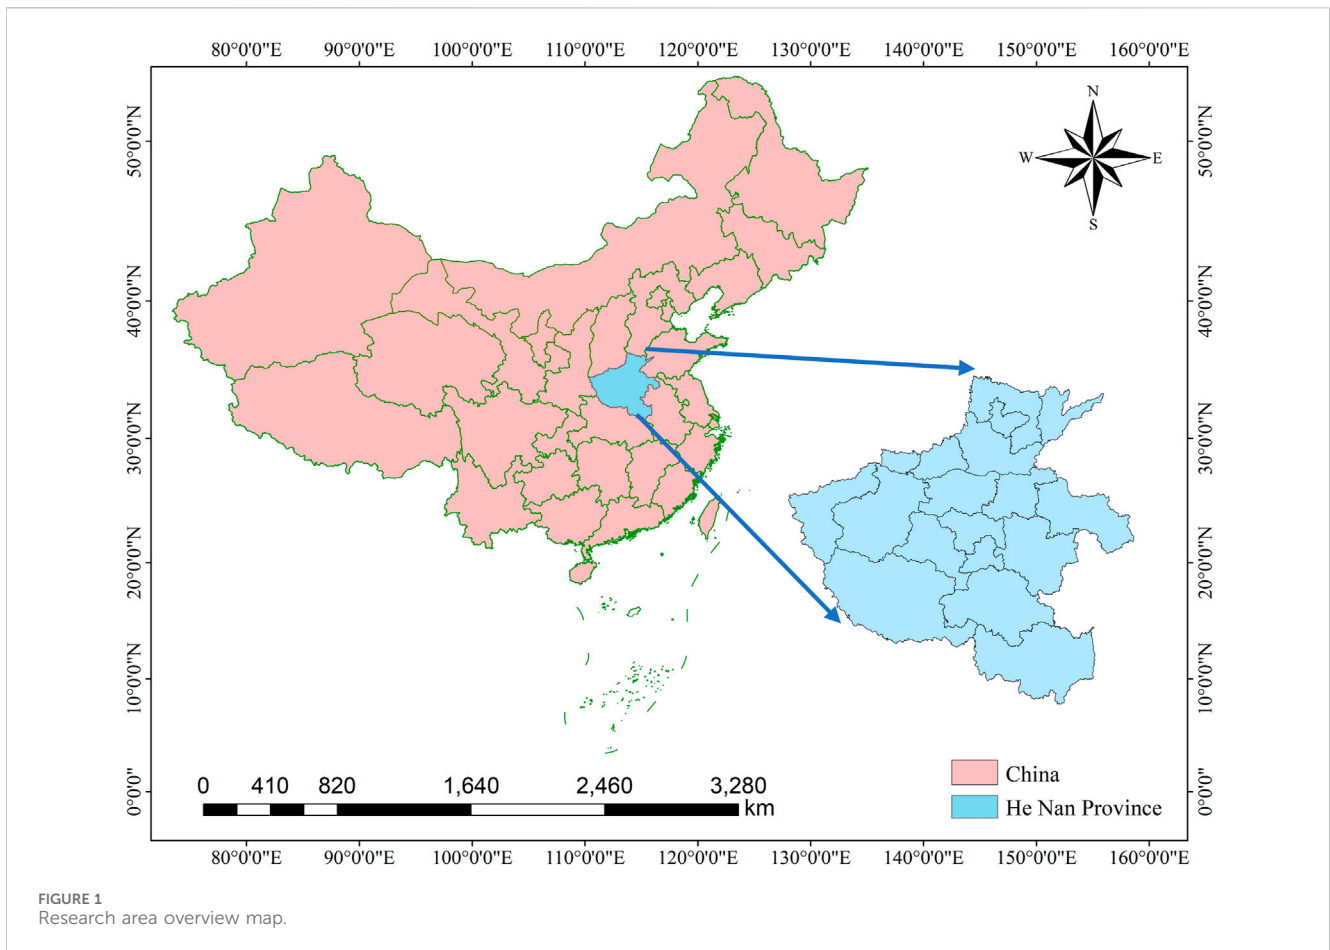 80°0'0"E 90°0'0"E 100°0'0"E 110°0'0"E 120°0'0"E 130°0'0"E 140°0'0"E 150°0'0"E 160°0'0"E
50°0'0"N
40°0'0"N
30°0'0"N
20°0'0"N
10°0'0"N
0°0'0"
N
W E
S
50°0'0"N
40°0'0"N
30°0'0"N
20°0'0"N
10°0'0"N
0°0'0"
0 410 820 1,640 2,460 3,280
km
China
He Nan Province
80°0'0"E 90°0'0"E 100°0'0"E 110°0'0"E 120°0'0"E 130°0'0"E 140°0'0"E 150°0'0"E 160°0'0"E
FIGURE 1
Research area overview map.